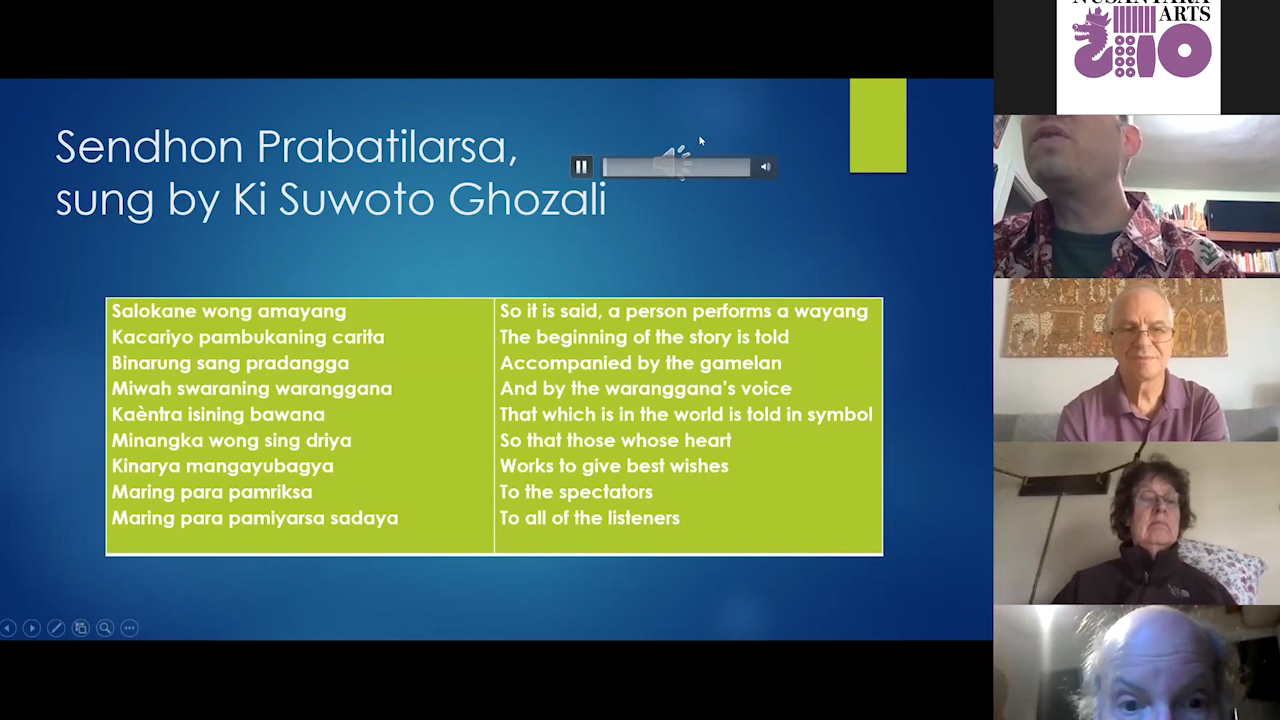 NUSANTARA
ARTS
Sendhon Prabatilarsa,
sung by Ki Suwoto Ghozali
Salokane wong amayang
Kacariyo pambukaning carita
Binarung sang pradangga
Miwah swaraning waranggana
Kaèntra isining bawana
Minangka wong sing driya
Kinarya mangayubagya
Maring para pamriksa
Maring para pamiyarsa sadaya
So it is said, a person performs a wayang
The beginning of the story is told
Accompanied by the gamelan
And by the waranggana’s voice
That which is in the world is told in symbol
So that those whose heart
Works to give best wishes
To the spectators
To all of the listeners